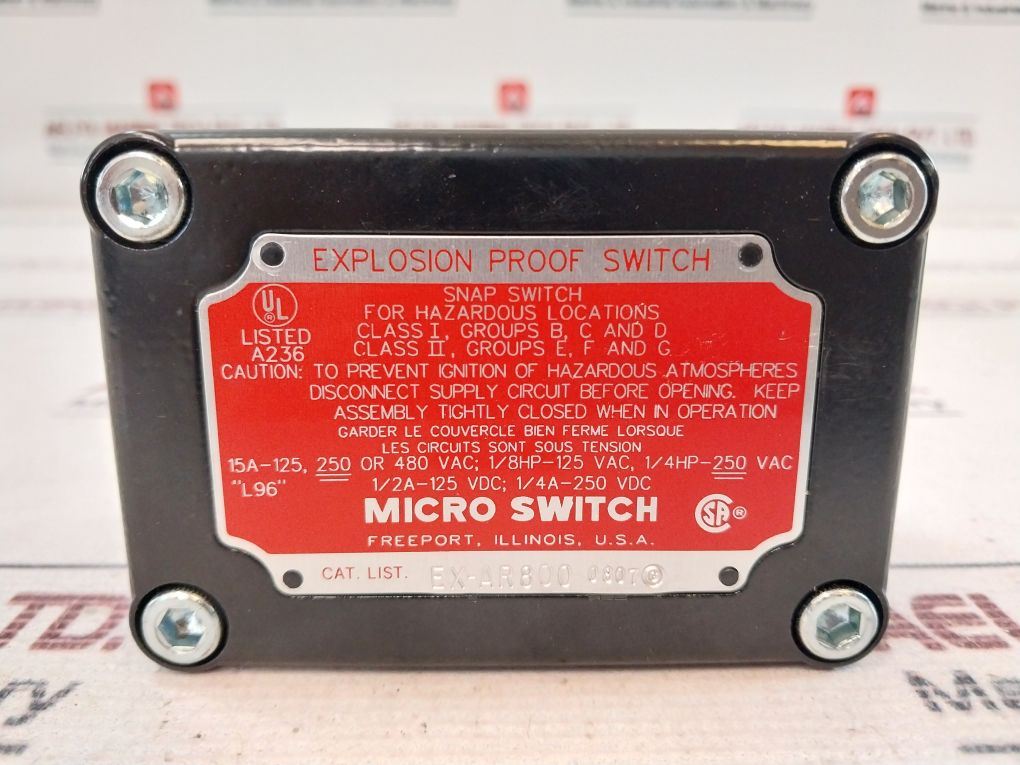 EXPLOSION PROOF SWITCH
UL
®
LISTED
A236
SNAP SWITCH
FOR HAZARDOUS LOCATIONS
CLASS I, GROUPS B, C AND D
CLASS II, GROUPS E, F AND G
CAUTION: TO PREVENT IGNITION OF HAZARDOUS ATMOSPHERES
DISCONNECT SUPPLY CIRCUIT BEFORE OPENING. KEEP
ASSEMBLY TIGHTLY CLOSED WHEN IN OPERATION
GARDER LE COUVERCLE BIEN FERME LORSQUE
LES CIRCUITS SONT SOUS TENSION
15A-125, 250 OR 480 VAC; 1/8HP-125 VAC, 1/4HP-250 VAC
"L96" 1/2A-125 VDC; 1/4A-250 VDC
MICRO SWITCH SA ®
FREEPORT, ILLINOIS, U.S.A.
CAT. LIST. EX-AR800 0807